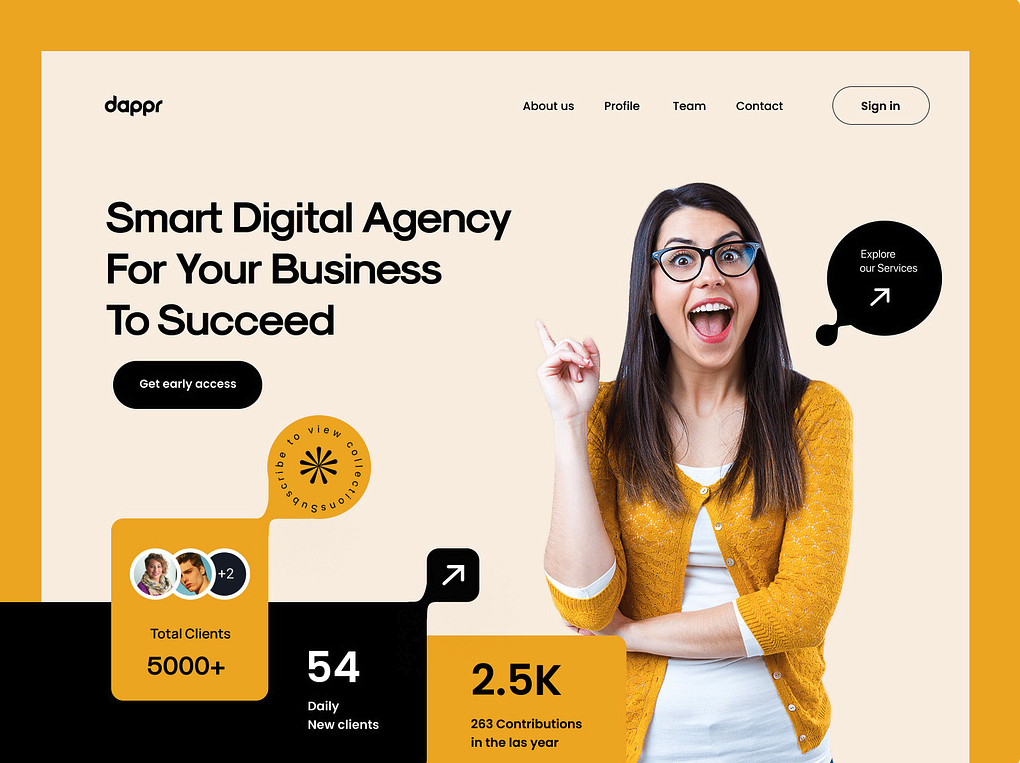 dappr
About us
Profile
Team
Contact
Sign in
Smart Digital Agency
For Your Business
To Succeed
Get early access
Explore
our Services
Subscribe to view collections
+2
Total Clients
5000+
54
Daily
New clients
2.5K
263 Contributions
in the las year